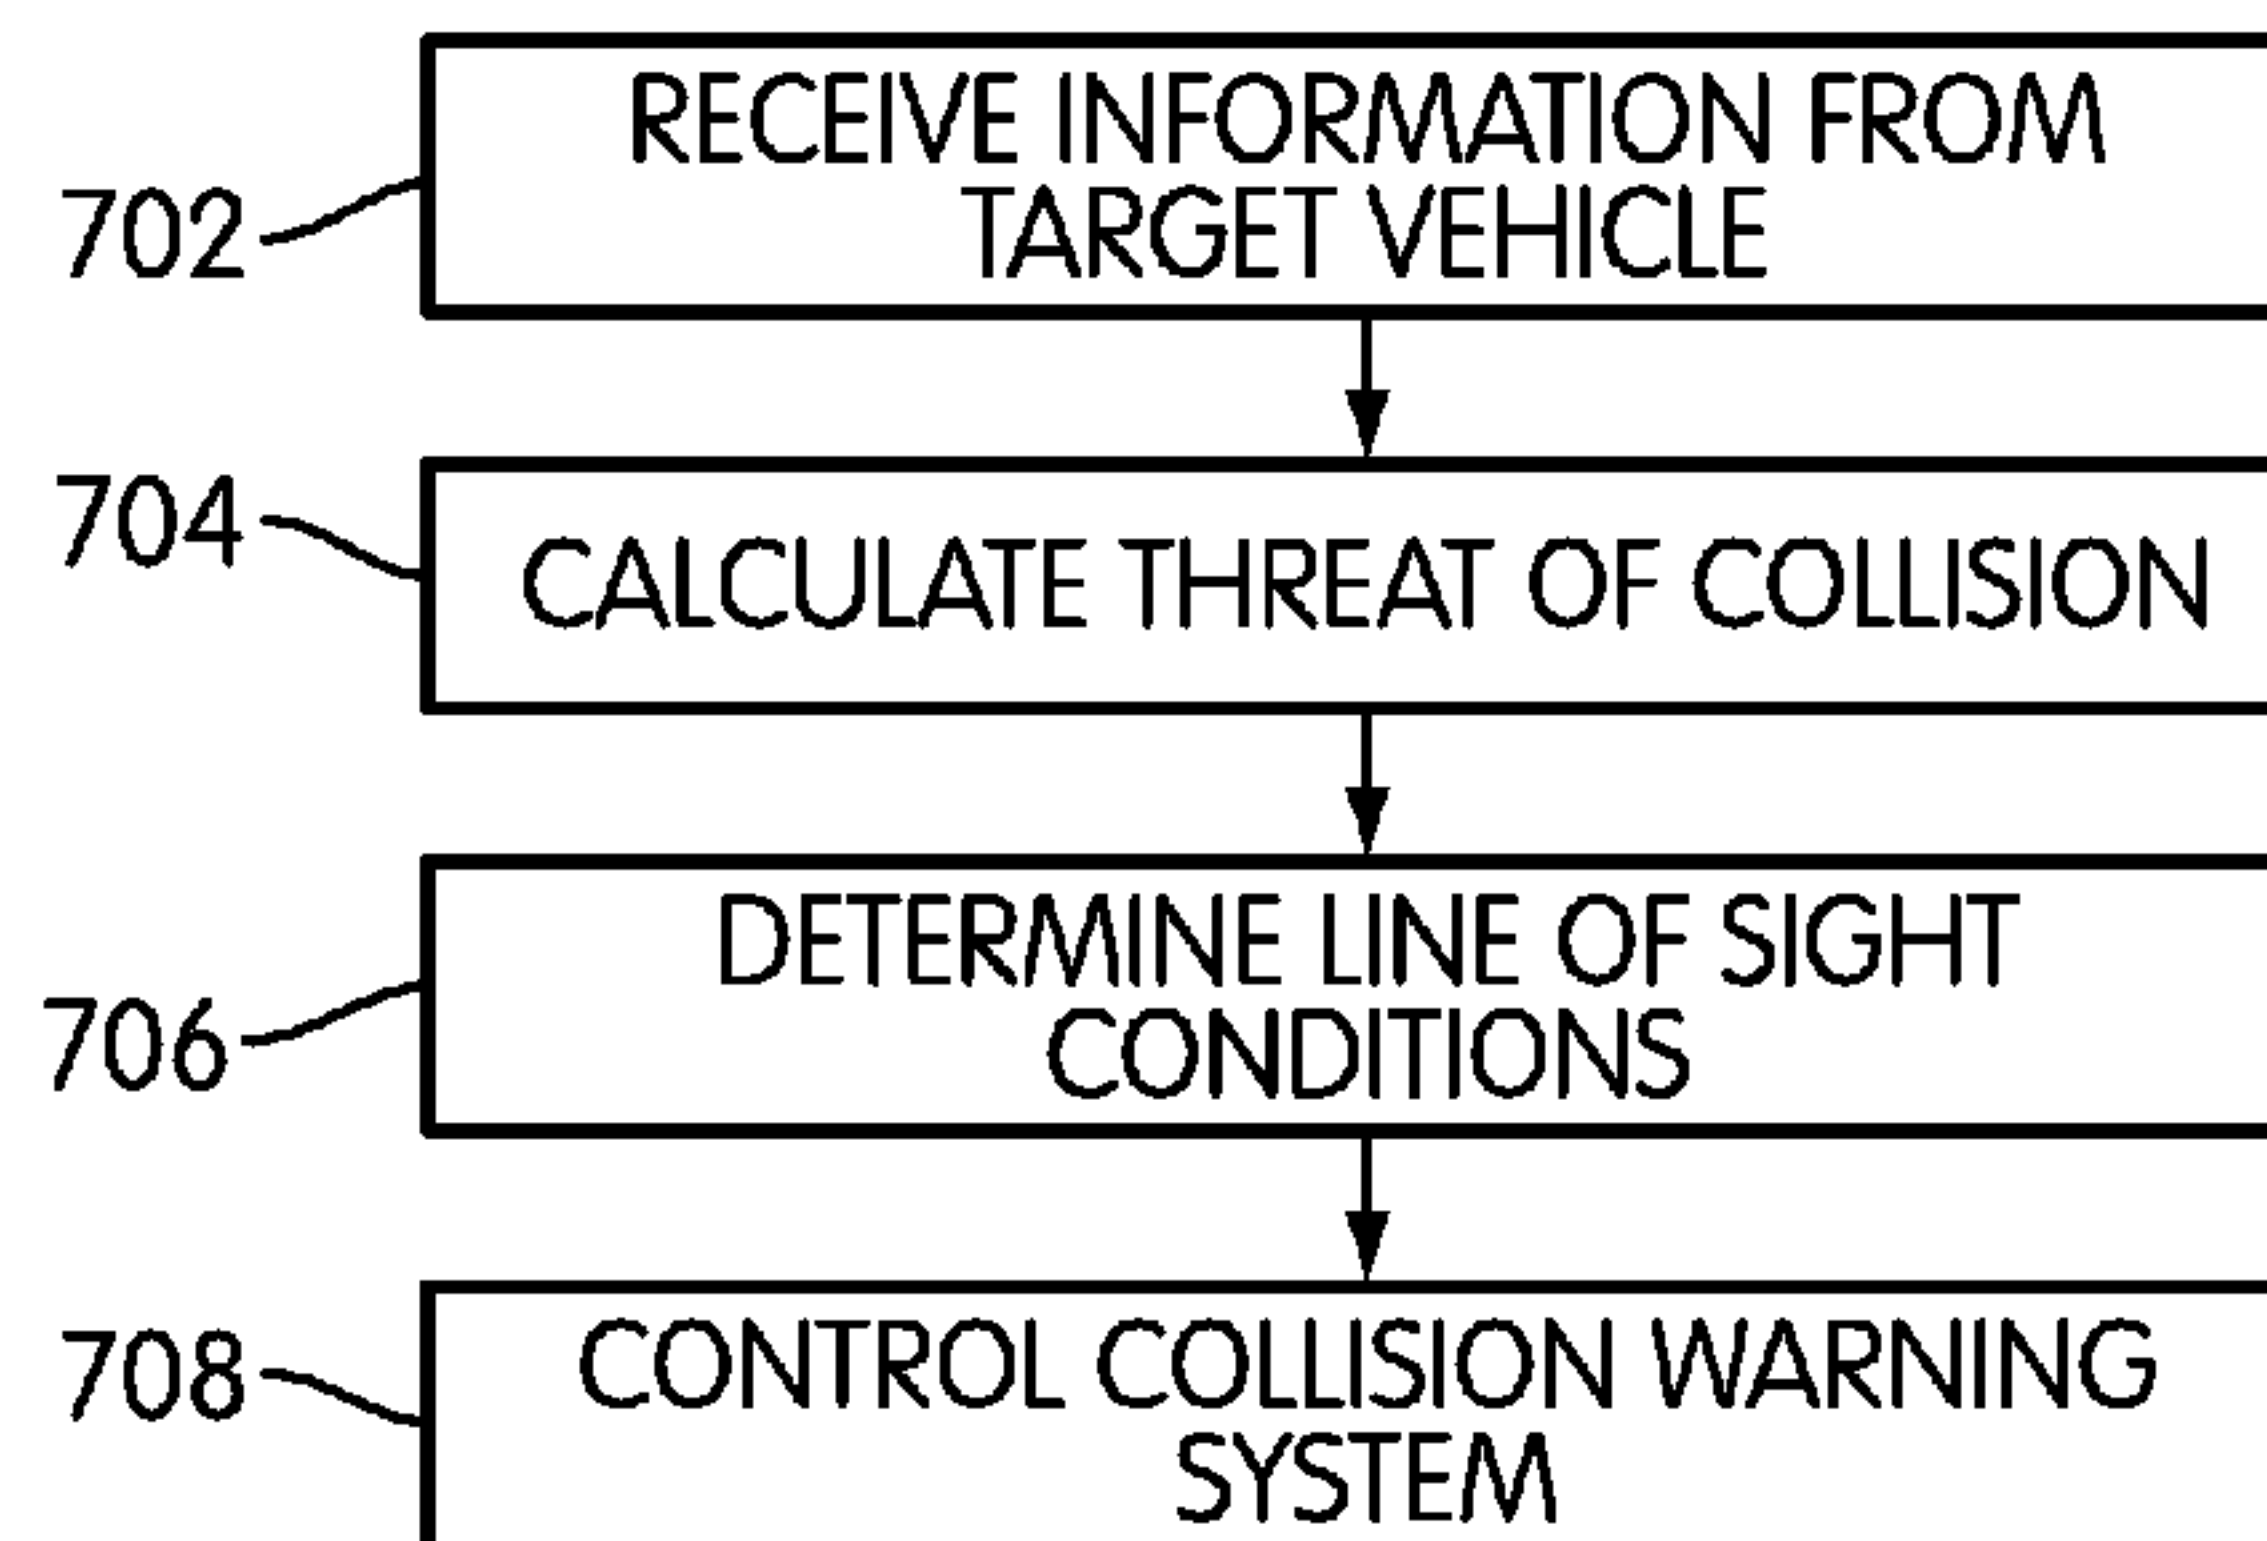 702
RECEIVE INFORMATION FROM
TARGET VEHICLE
704
CALCULATE THREAT OF COLLISION
706
DETERMINE LINE OF SIGHT
CONDITIONS
708
CONTROL COLLISION WARNING
SYSTEM